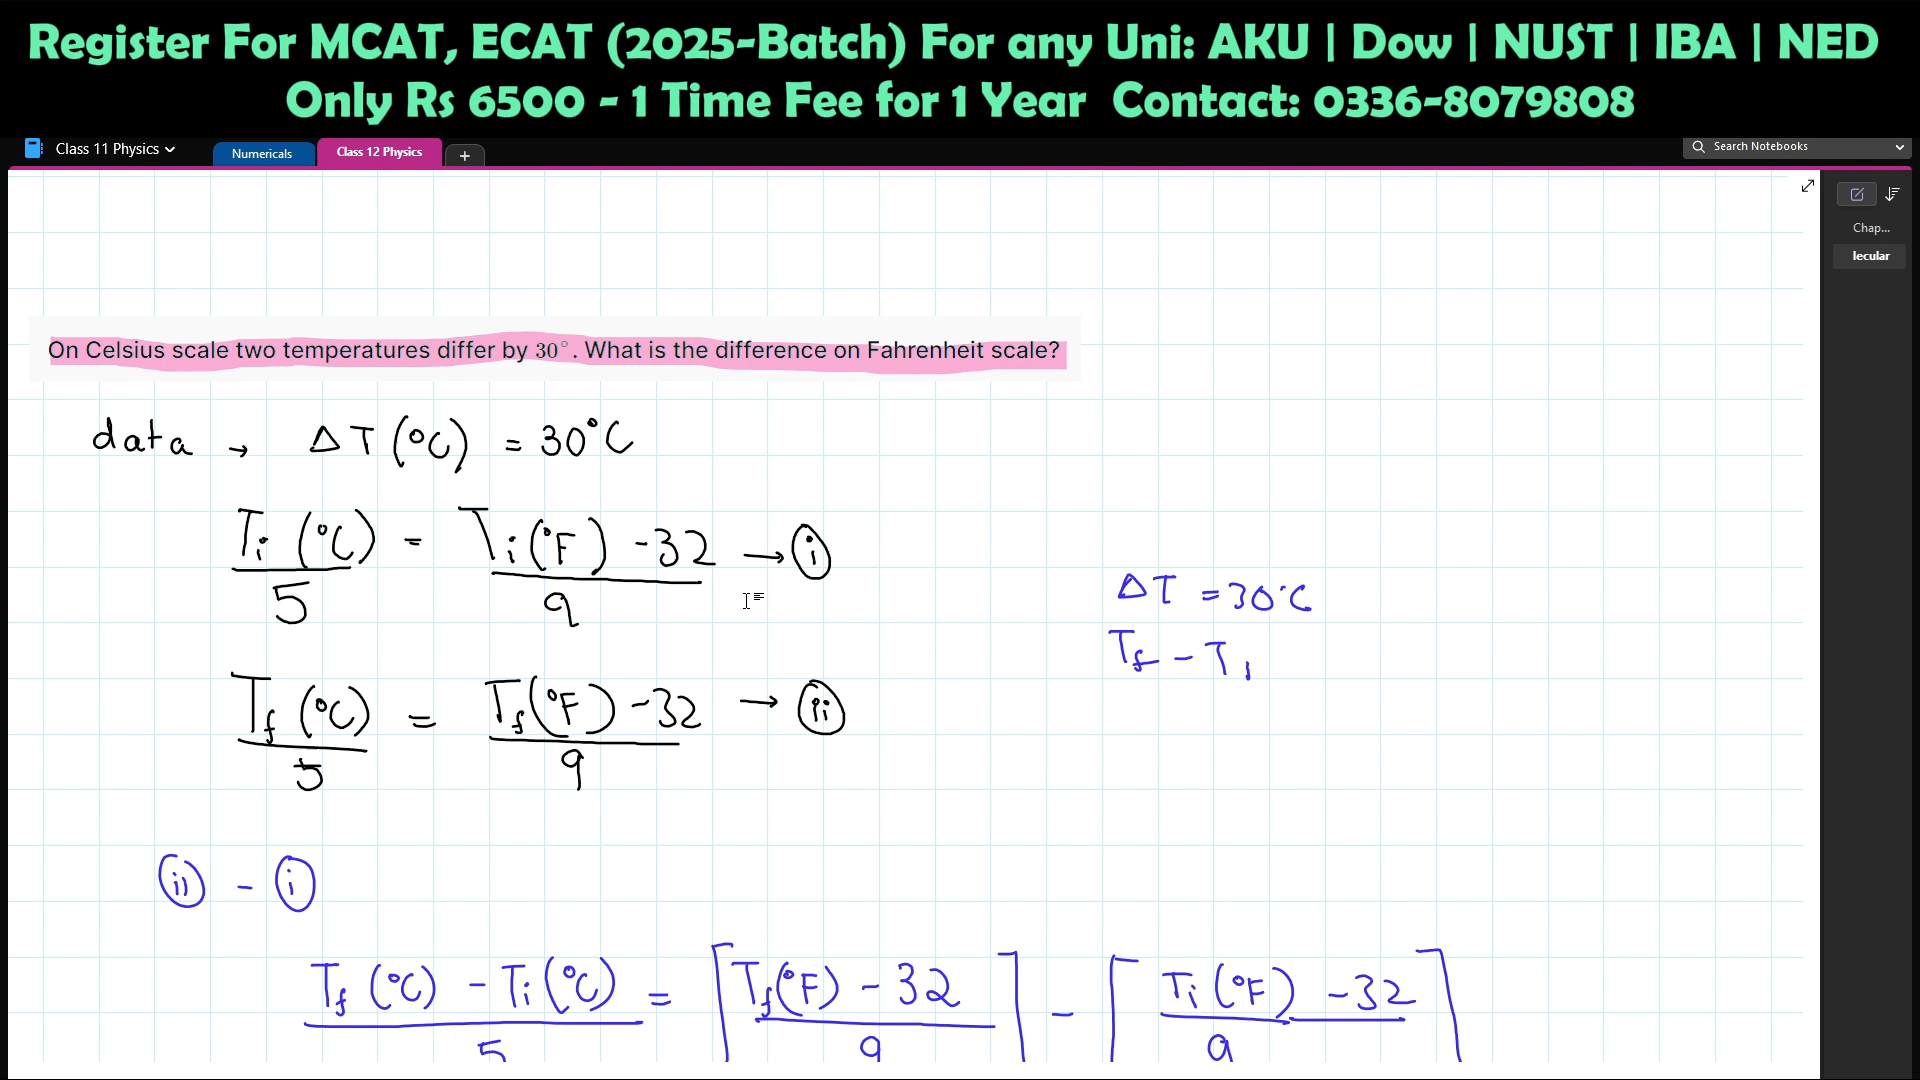 Register For MCAT, ECAT (2025-Batch) For any Uni: AKU | Dow | NUST | IBA | NED
Only Rs 6500 - 1 Time Fee for 1 Year Contact: 0336-8079808
Class 11 Physics
Numericals
Class 12 Physics
+
Search Notebooks
Chap...
lecular
On Celsius scale two temperatures differ by 30°. What is the difference on Fahrenheit scale?
data → ΔT (°C) = 30°C
Ti (°C) = Ti (°F) - 32 → (i)
5 9
ΔT = 30°C
Tf - Ti
Tf (°C) = Tf (°F) - 32 → (ii)
5 9
(ii) - (i)
Tf (°C) - Ti (°C) = [Tf (°F) - 32] - [Ti (°F) - 32]
5 9 9